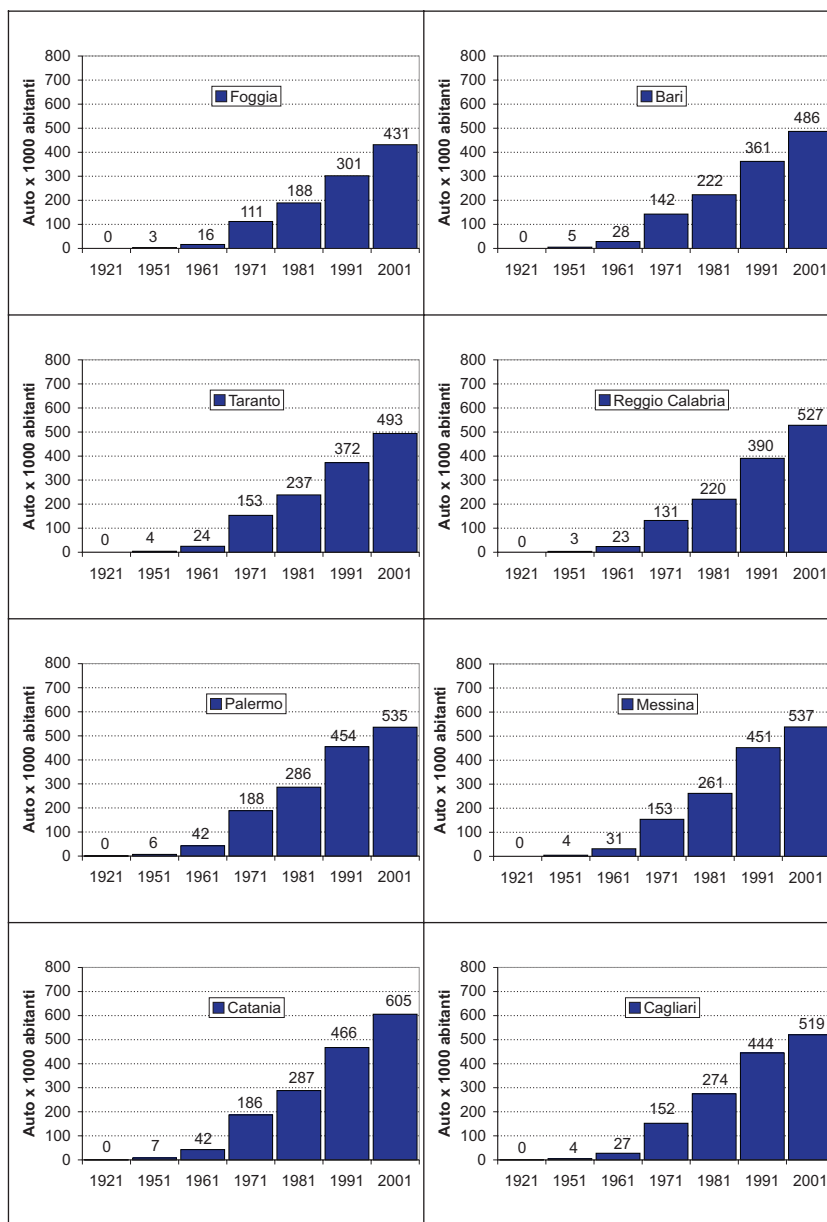 800
700
600
500
400
300
200
100
0
Auto x 1000 abitanti
Foggia
0 3 16 111 188 301 431
1921 1951 1961 1971 1981 1991 2001
800
700
600
500
400
300
200
100
0
Auto x 1000 abitanti
Bari
0 5 28 142 222 361 486
1921 1951 1961 1971 1981 1991 2001
800
700
600
500
400
300
200
100
0
Auto x 1000 abitanti
Taranto
0 4 24 153 237 372 493
1921 1951 1961 1971 1981 1991 2001
800
700
600
500
400
300
200
100
0
Auto x 1000 abitanti
Reggio Calabria
0 3 23 131 220 390 527
1921 1951 1961 1971 1981 1991 2001
800
700
600
500
400
300
200
100
0
Auto x 1000 abitanti
Palermo
0 6 42 188 286 454 535
1921 1951 1961 1971 1981 1991 2001
800
700
600
500
400
300
200
100
0
Auto x 1000 abitanti
Messina
0 4 31 153 261 451 537
1921 1951 1961 1971 1981 1991 2001
800
700
600
500
400
300
200
100
0
Auto x 1000 abitanti
Catania
0 7 42 186 287 466 605
1921 1951 1961 1971 1981 1991 2001
800
700
600
500
400
300
200
100
0
Auto x 1000 abitanti
Cagliari
0 4 27 152 274 444 519
1921 1951 1961 1971 1981 1991 2001